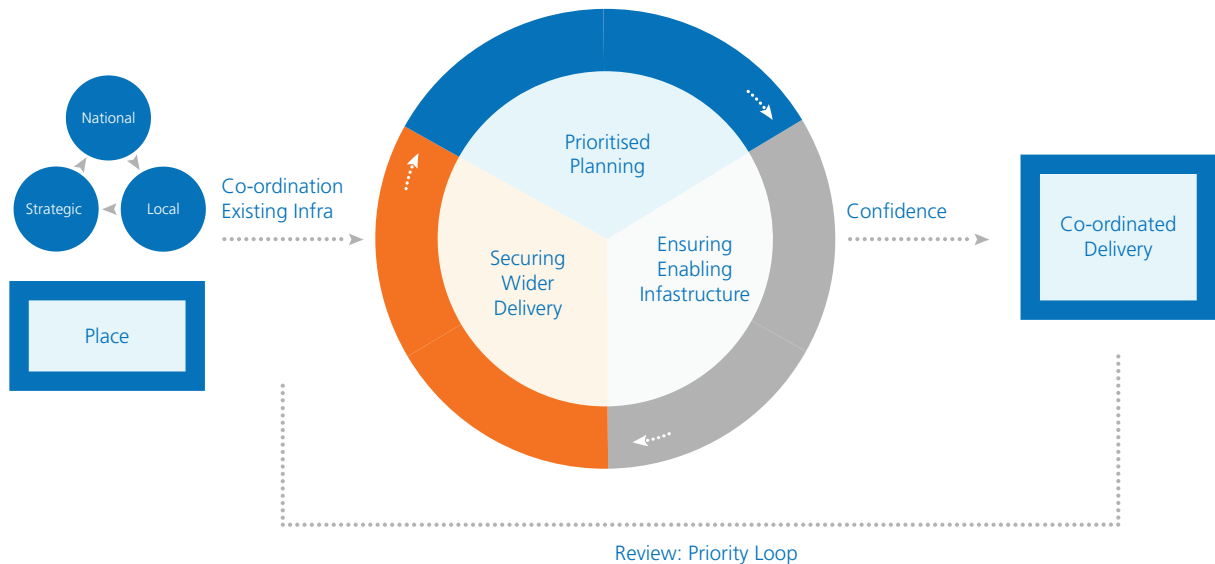 National
Strategic
Local
Place
Co-ordination
Existing Infra
Prioritised
Planning
Securing
Wider
Delivery
Ensuring
Enabling
Infastructure
Confidence
Co-ordinated
Delivery
Review: Priority Loop